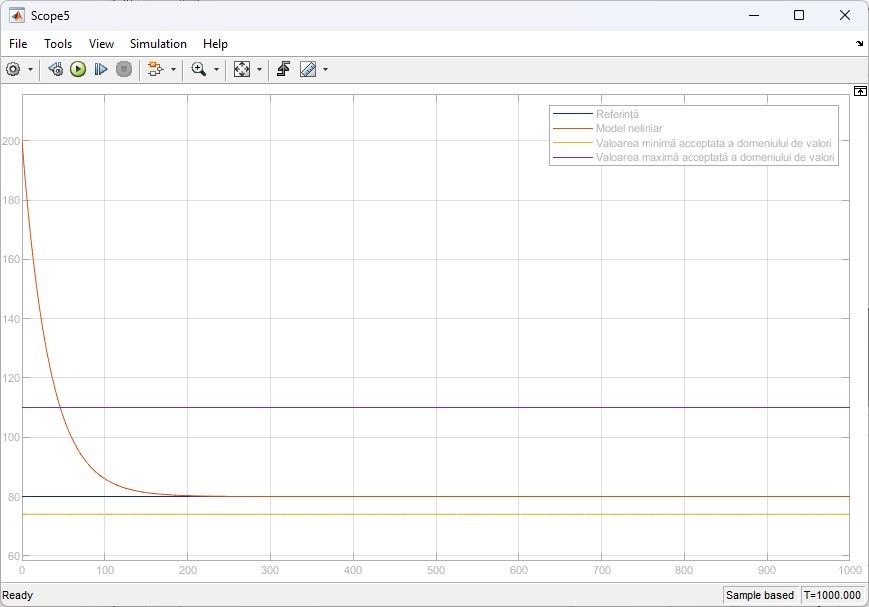 Scope5
File Tools View Simulation Help
Referință
Model neliniar
Valoarea minimă acceptata a domeniului de valori
Valoarea maximă acceptată a domeniului de valori
200
180
160
140
120
100
80
60
0 100 200 300 400 500 600 700 800 900 1000
Ready Sample based T=1000.000